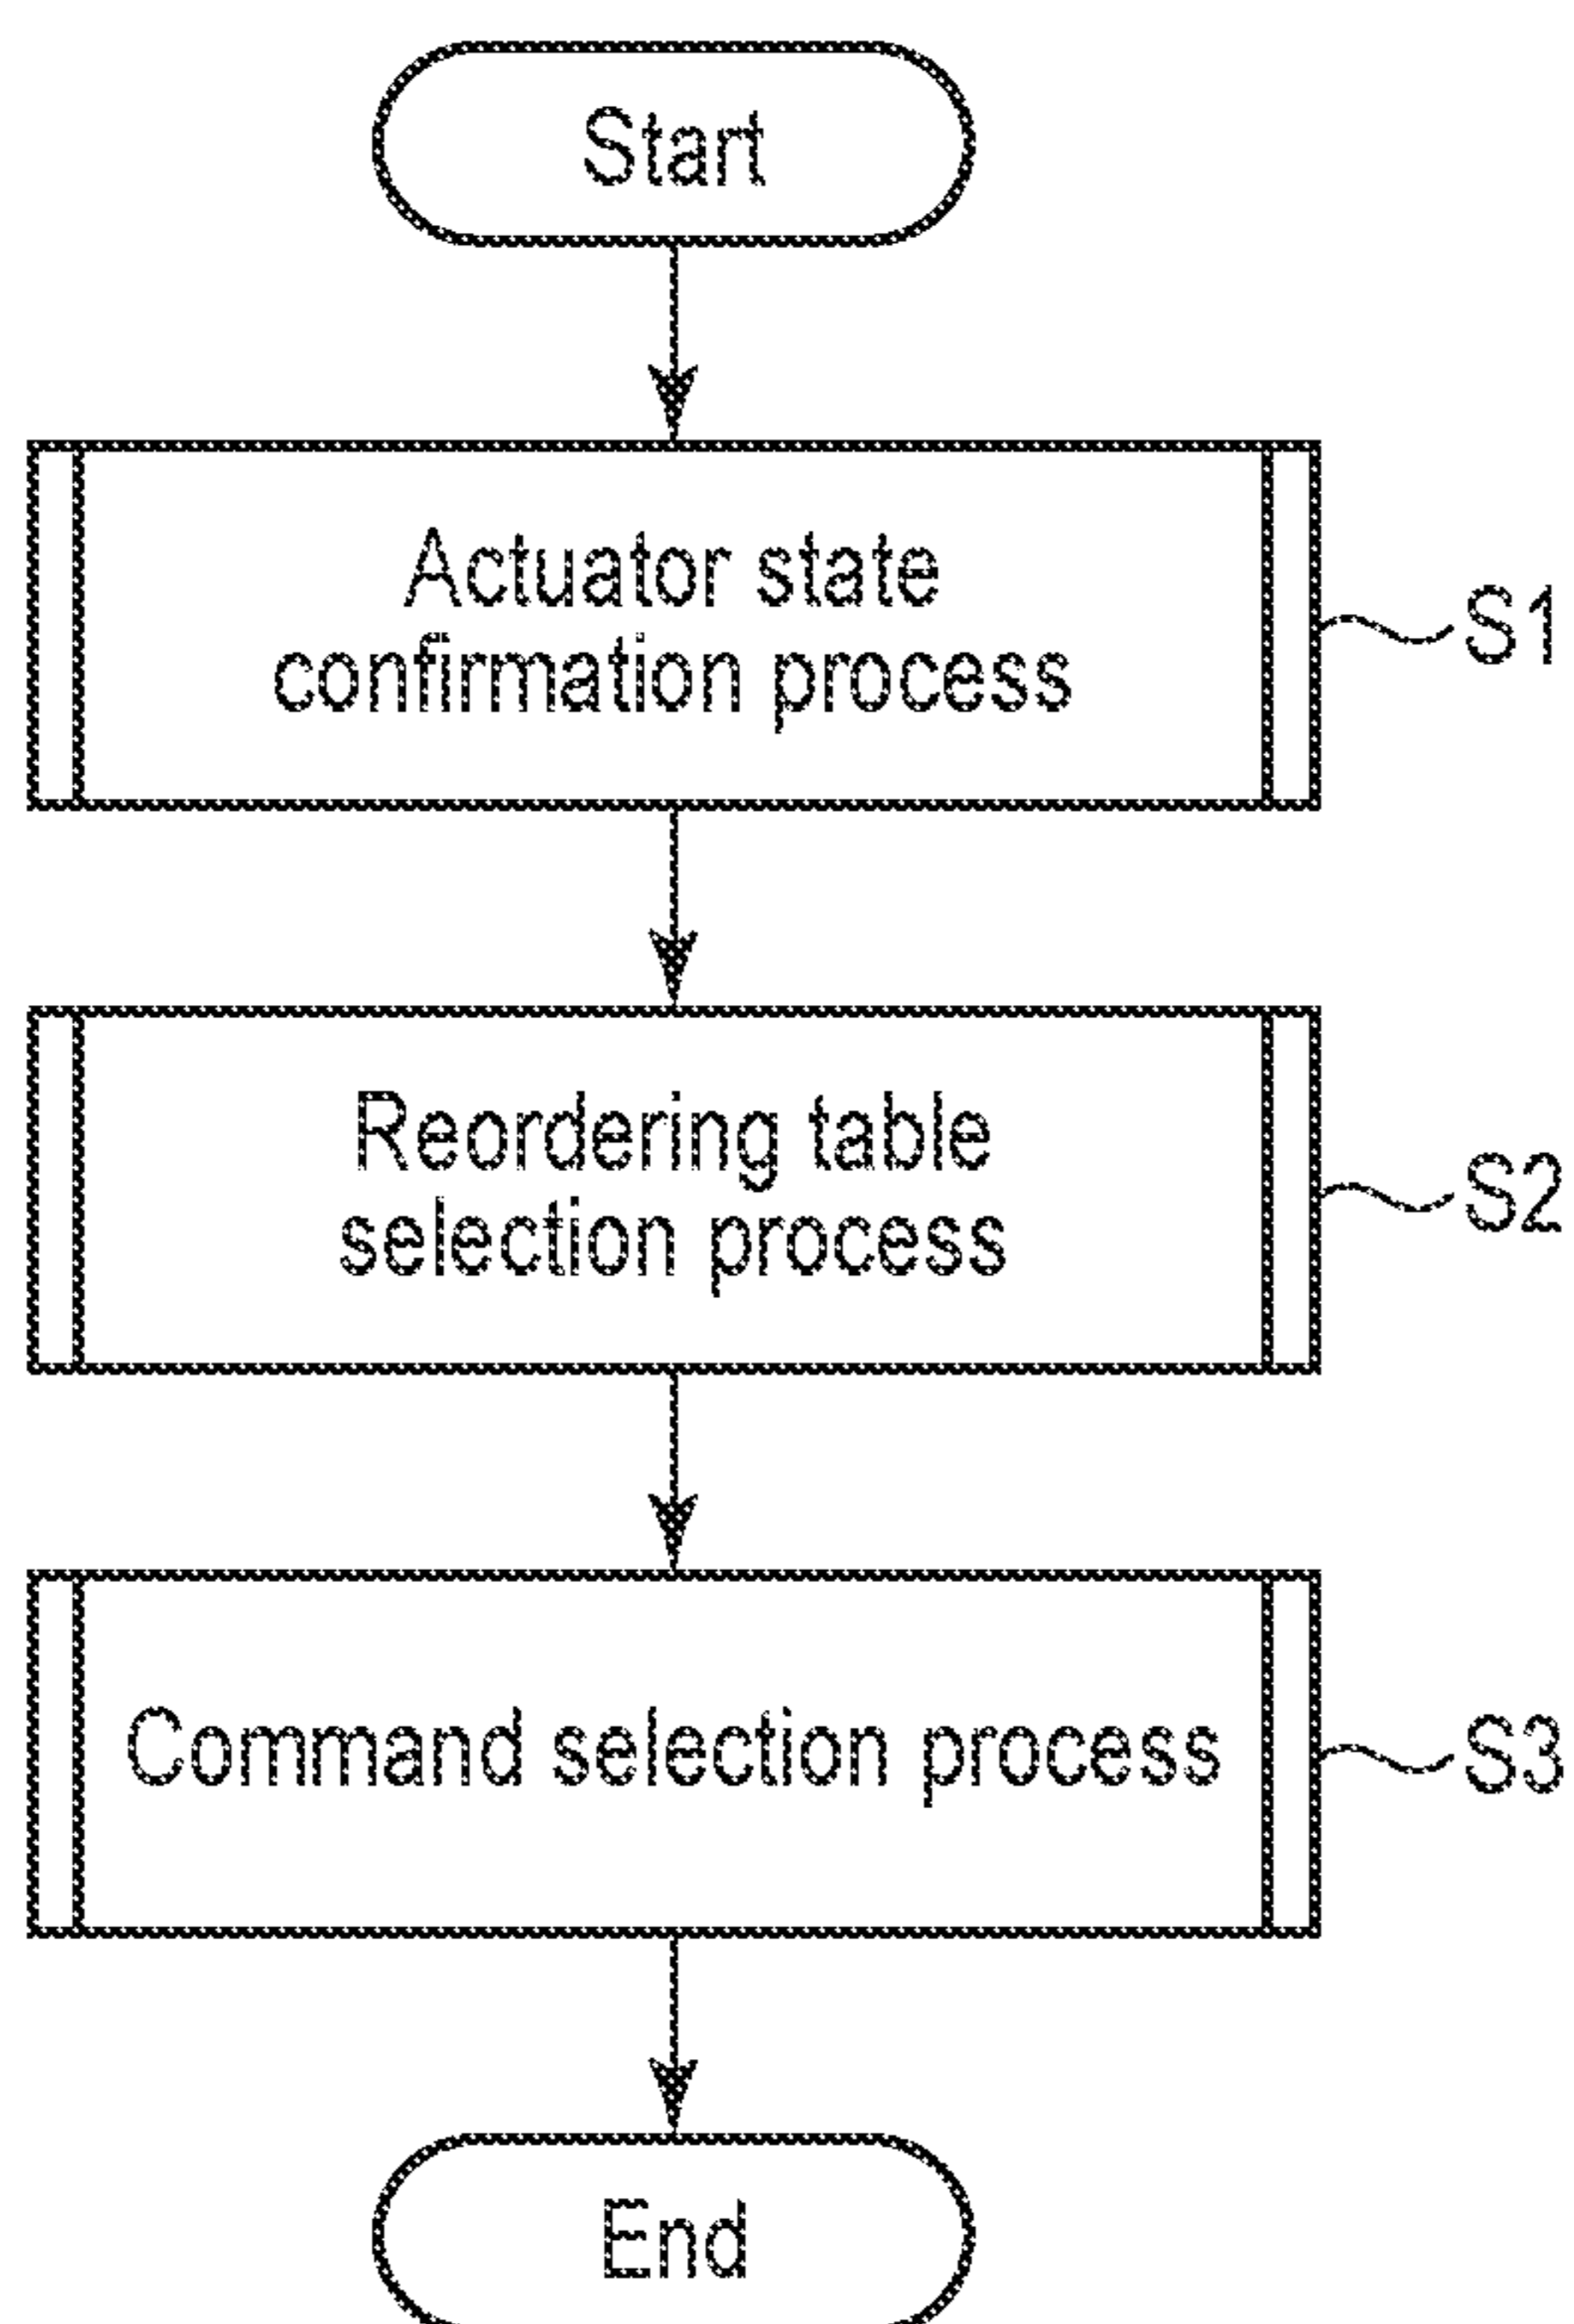 Start
Actuator state
confirmation process
S1
Reordering table
selection process
S2
Command selection process
S3
End